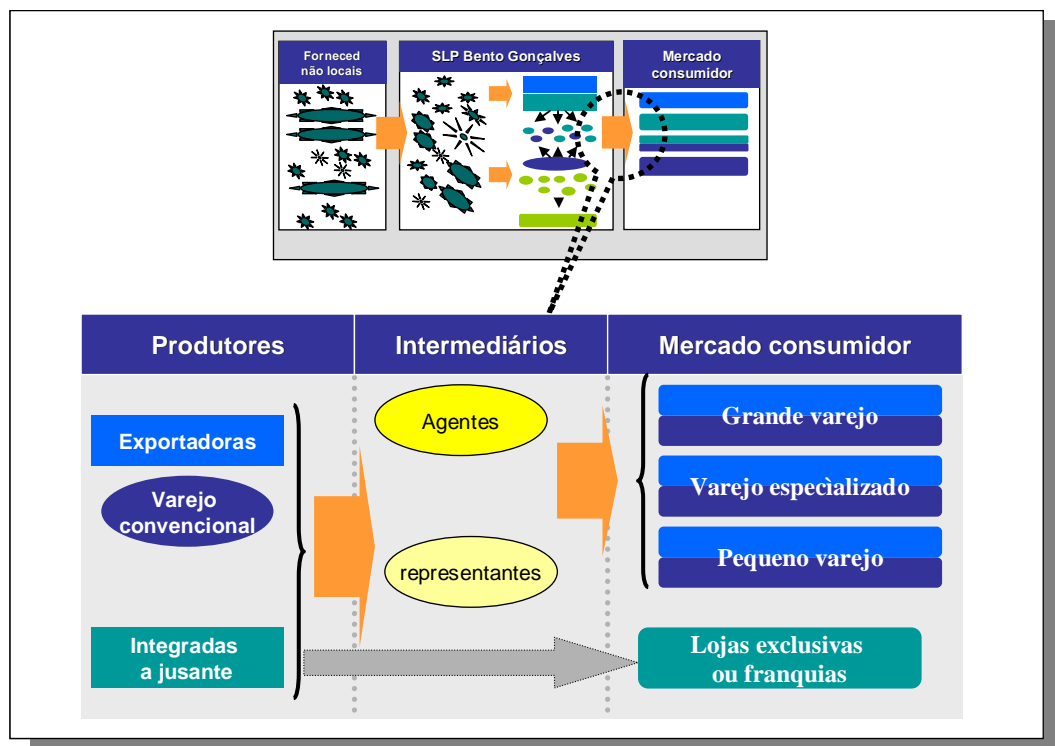 Forneced
não locais
SLP Bento Gonçalves
Mercado
consumidor
Produtores
Intermediários
Mercado consumidor
Exportadoras
Varejo
convencional
Integradas
a jusante
Agentes
representantes
Grande varejo
Varejo especìalizado
Pequeno varejo
Lojas exclusivas
ou franquias